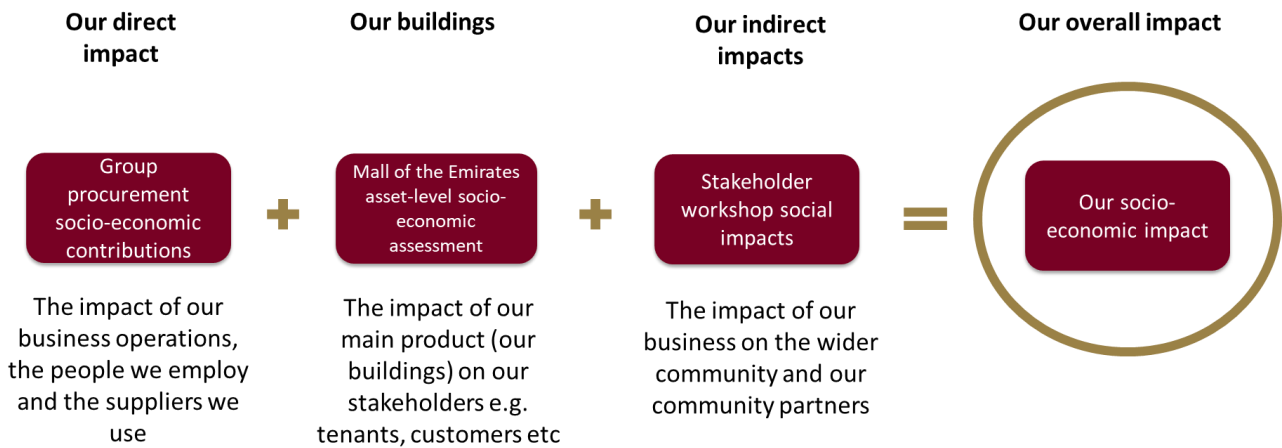 Our direct
impact
Group
procurement
socio-economic
contributions
The impact of our
business operations,
the people we employ
and the suppliers we
use
+
Our buildings
Mall of the Emirates
asset-level socio-
economic
assessment
The impact of our
main product (our
buildings) on our
stakeholders e.g.
tenants, customers etc
+
Our indirect
impacts
Stakeholder
workshop social
impacts
The impact of our
business on the wider
community and our
community partners
=
Our overall impact
Our socio-
economic impact